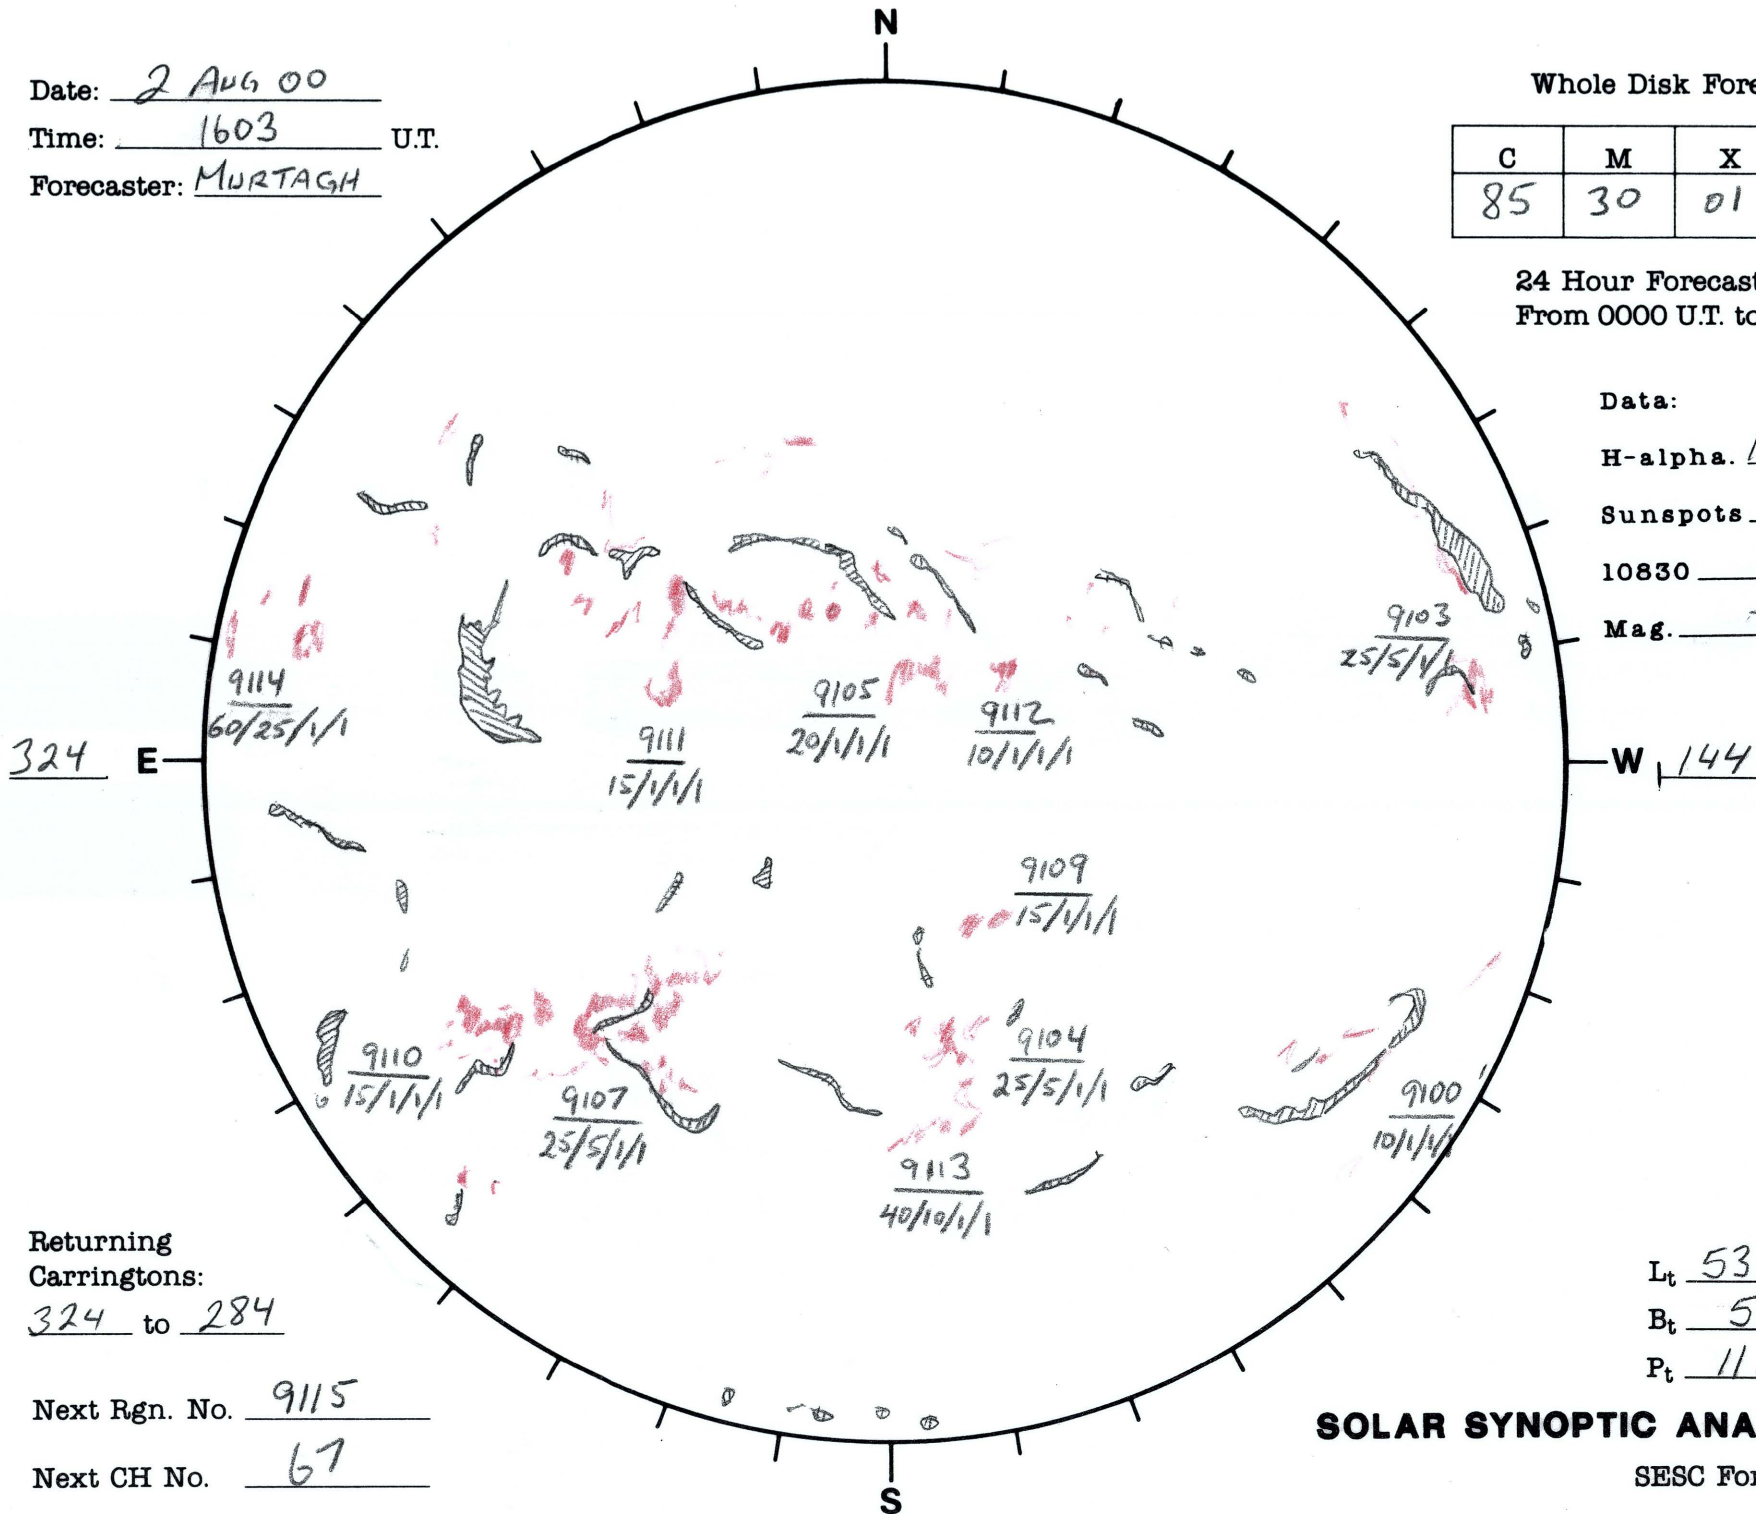 N
Date: 2 AUG 00
Time: 1603 U.T.
Forecaster: MURTAGH
Whole Disk Fore
C M X
85 30 01
24 Hour Forecast
From 0000 U.T. to
Data:
H-alpha.
Sunspots
10830
Mag.
9103
25/5/1/1
9114
60/25/1/1
9105
20/1/1/1
9112
10/1/1/1
9111
15/1/1/1
324 E
W 144
9109
15/1/1/1
9110
15/1/1/1
9104
25/5/1/1
9107
25/5/1/1
9100
10/1/1/1
9113
40/10/1/1
Returning
Carringtons:
324 to 284
Next Rgn. No. 9115
Next CH No. 67
Lt 53
Bt 5
Pt 11
SOLAR SYNOPTIC ANA
SESC For
S